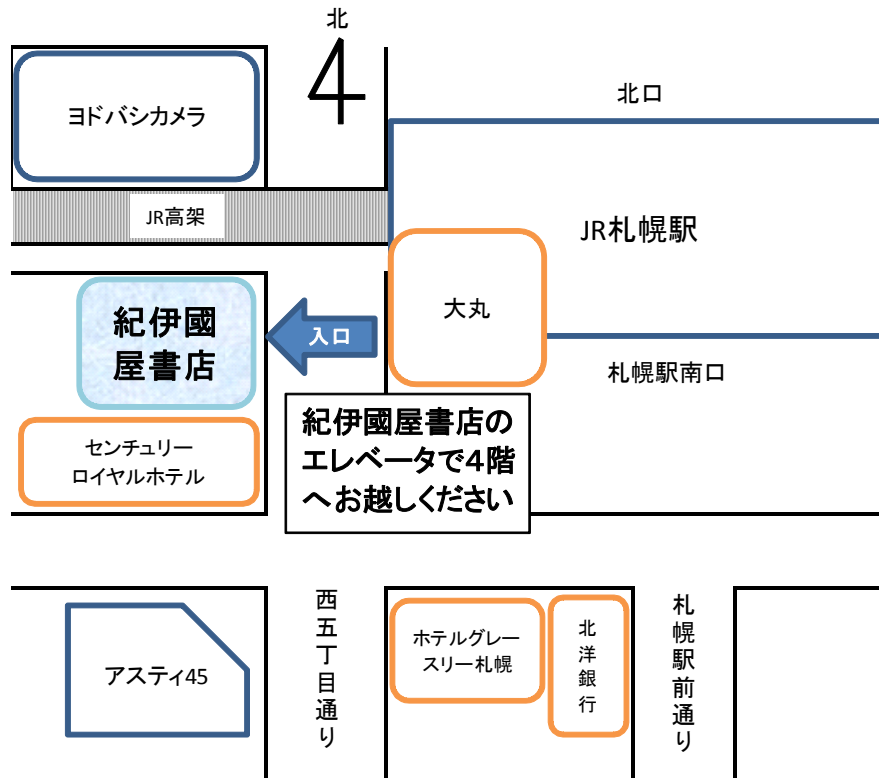 北
ヨドバシカメラ
北口
JR高架
JR札幌駅
大丸
紀伊國
屋書店
入口
札幌駅南口
紀伊國屋書店の
エレベータで4階
へお越しください
センチュリー
ロイヤルホテル
アスティ45
西五丁目通り
ホテルグレー
スリー札幌
北洋銀行
札幌駅前通り